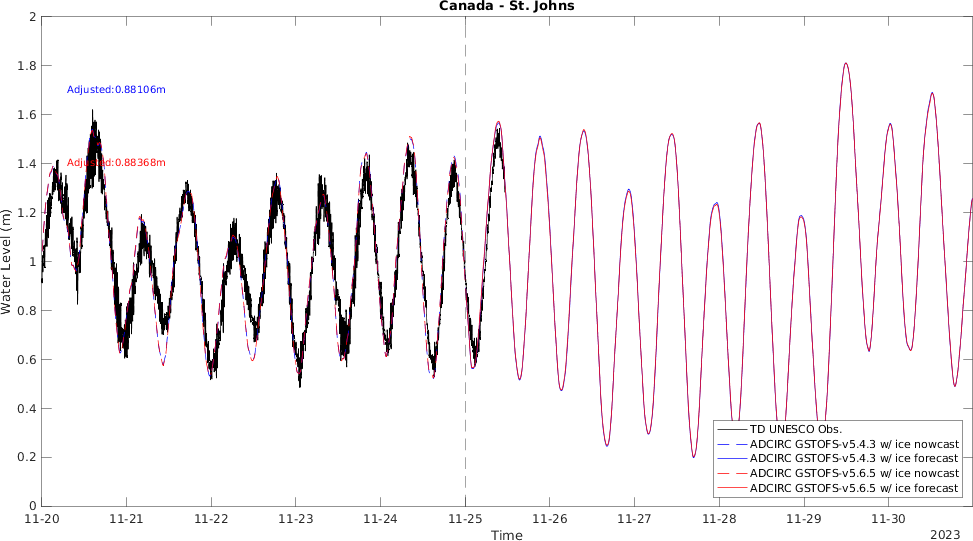 Canada - St. Johns
2
1.8
1.6
1.4
1.2
1
0.8
0.6
0.4
0.2
0
Water Level (m)
Adjusted:0.88106m
Adjusted:0.88368m
TD UNESCO Obs.
ADCIRC GSTOFS-v5.4.3 w/ ice nowcast
ADCIRC GSTOFS-v5.4.3 w/ ice forecast
ADCIRC GSTOFS-v5.6.5 w/ ice nowcast
ADCIRC GSTOFS-v5.6.5 w/ ice forecast
11-20 11-21 11-22 11-23 11-24 11-25 11-26 11-27 11-28 11-29 11-30
Time
2023